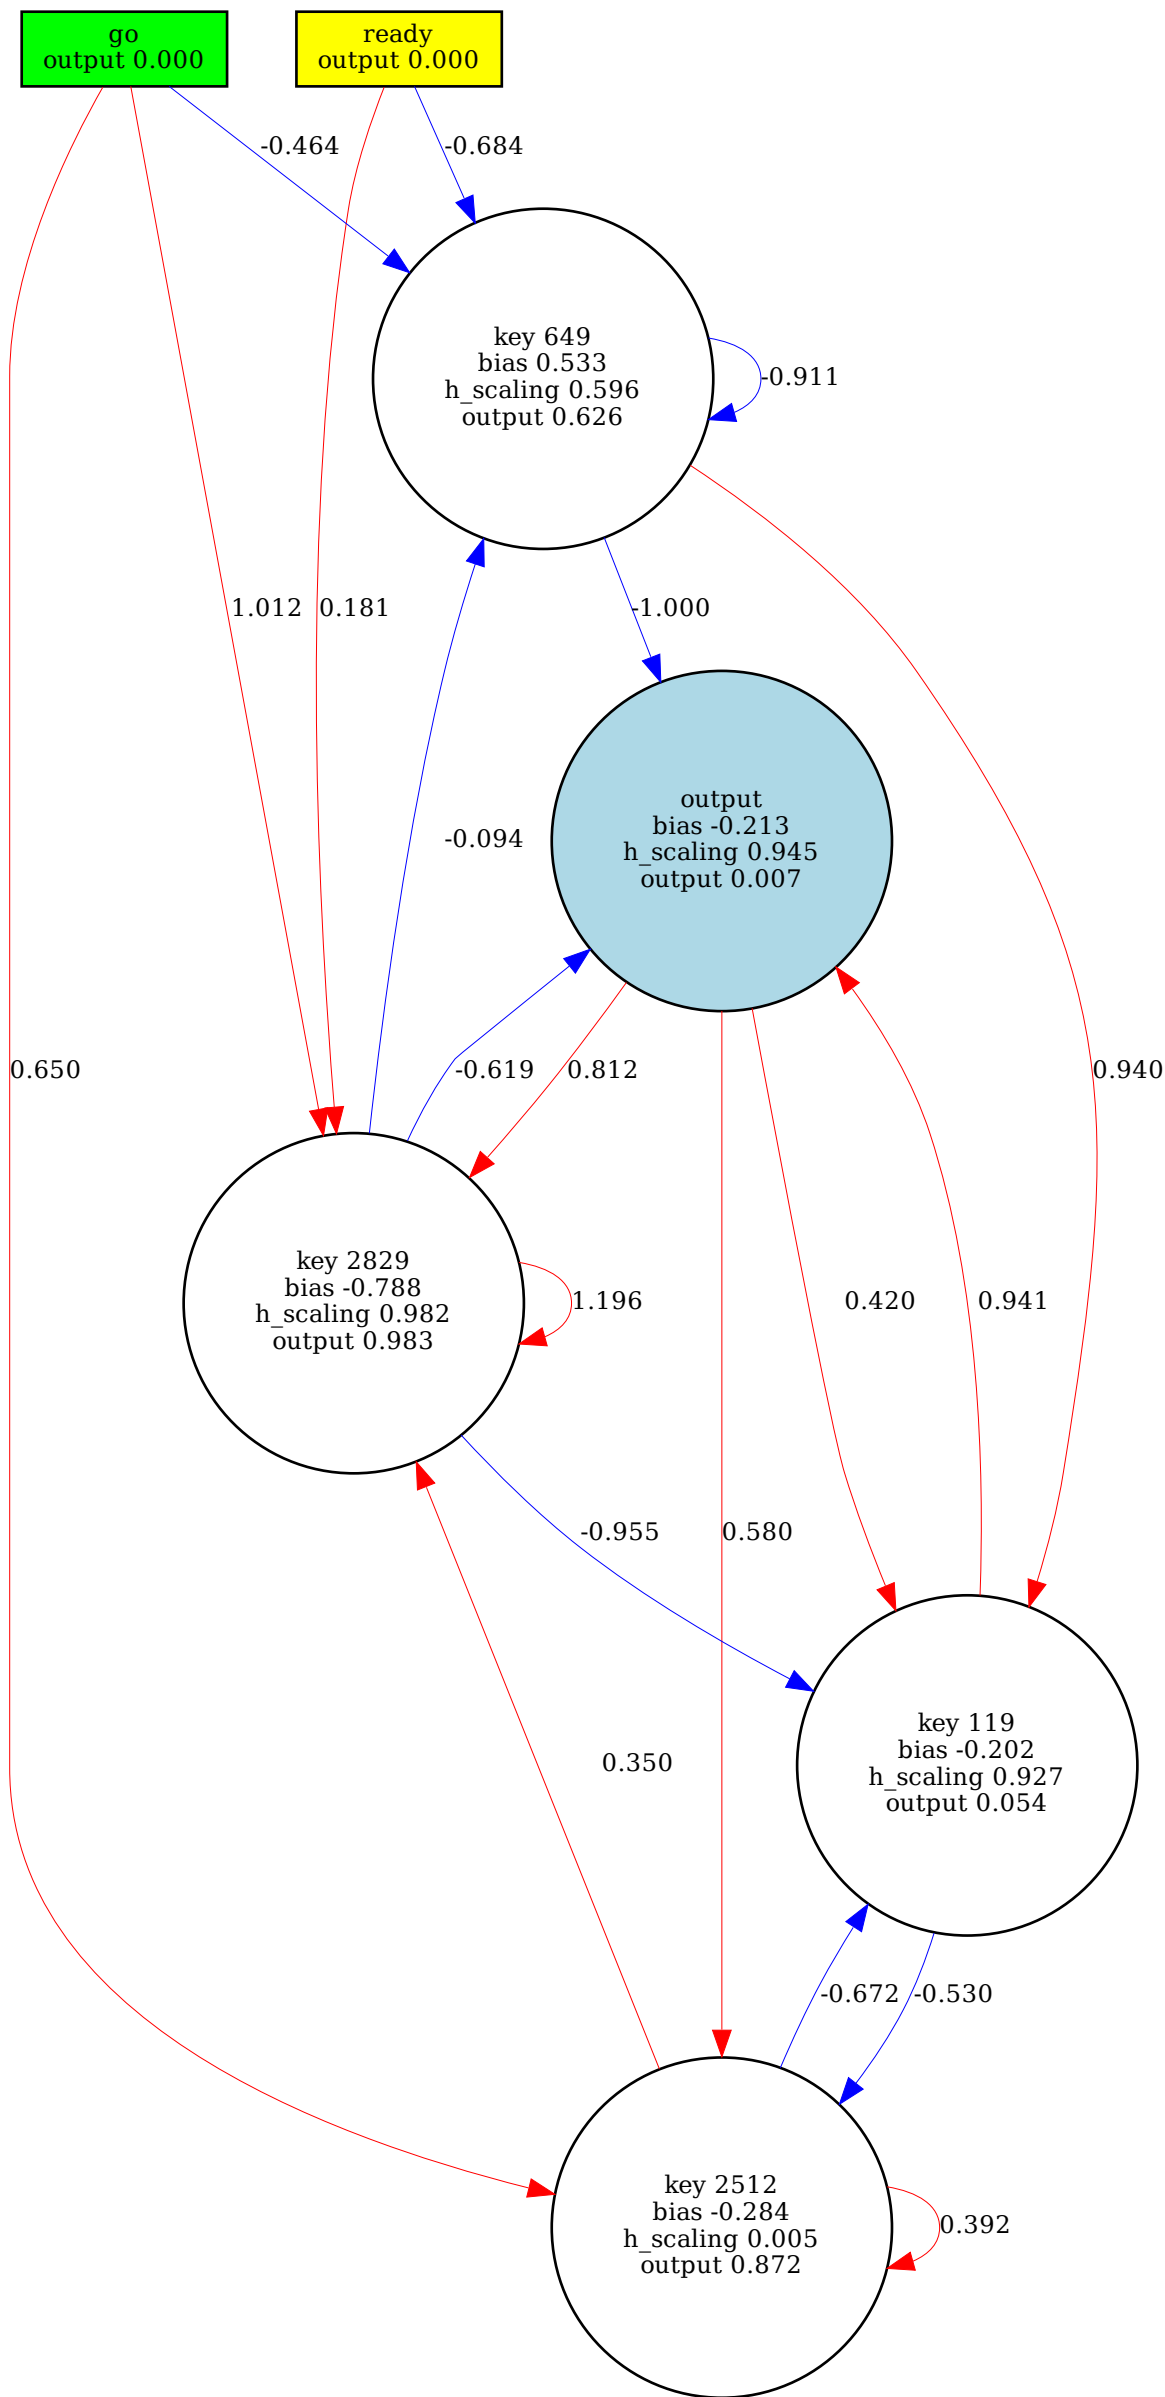 go
output 0.000
ready
output 0.000
-0.464
-0.684
key 649
bias 0.533
h_scaling 0.596
output 0.626
-0.911
1.012
0.181
-1.000
output
bias -0.213
h_scaling 0.945
output 0.007
-0.094
0.650
-0.619
0.812
0.940
key 2829
bias -0.788
h_scaling 0.982
output 0.983
1.196
0.420
0.941
-0.955
0.580
key 119
bias -0.202
h_scaling 0.927
output 0.054
0.350
-0.672
-0.530
key 2512
bias -0.284
h_scaling 0.005
output 0.872
0.392